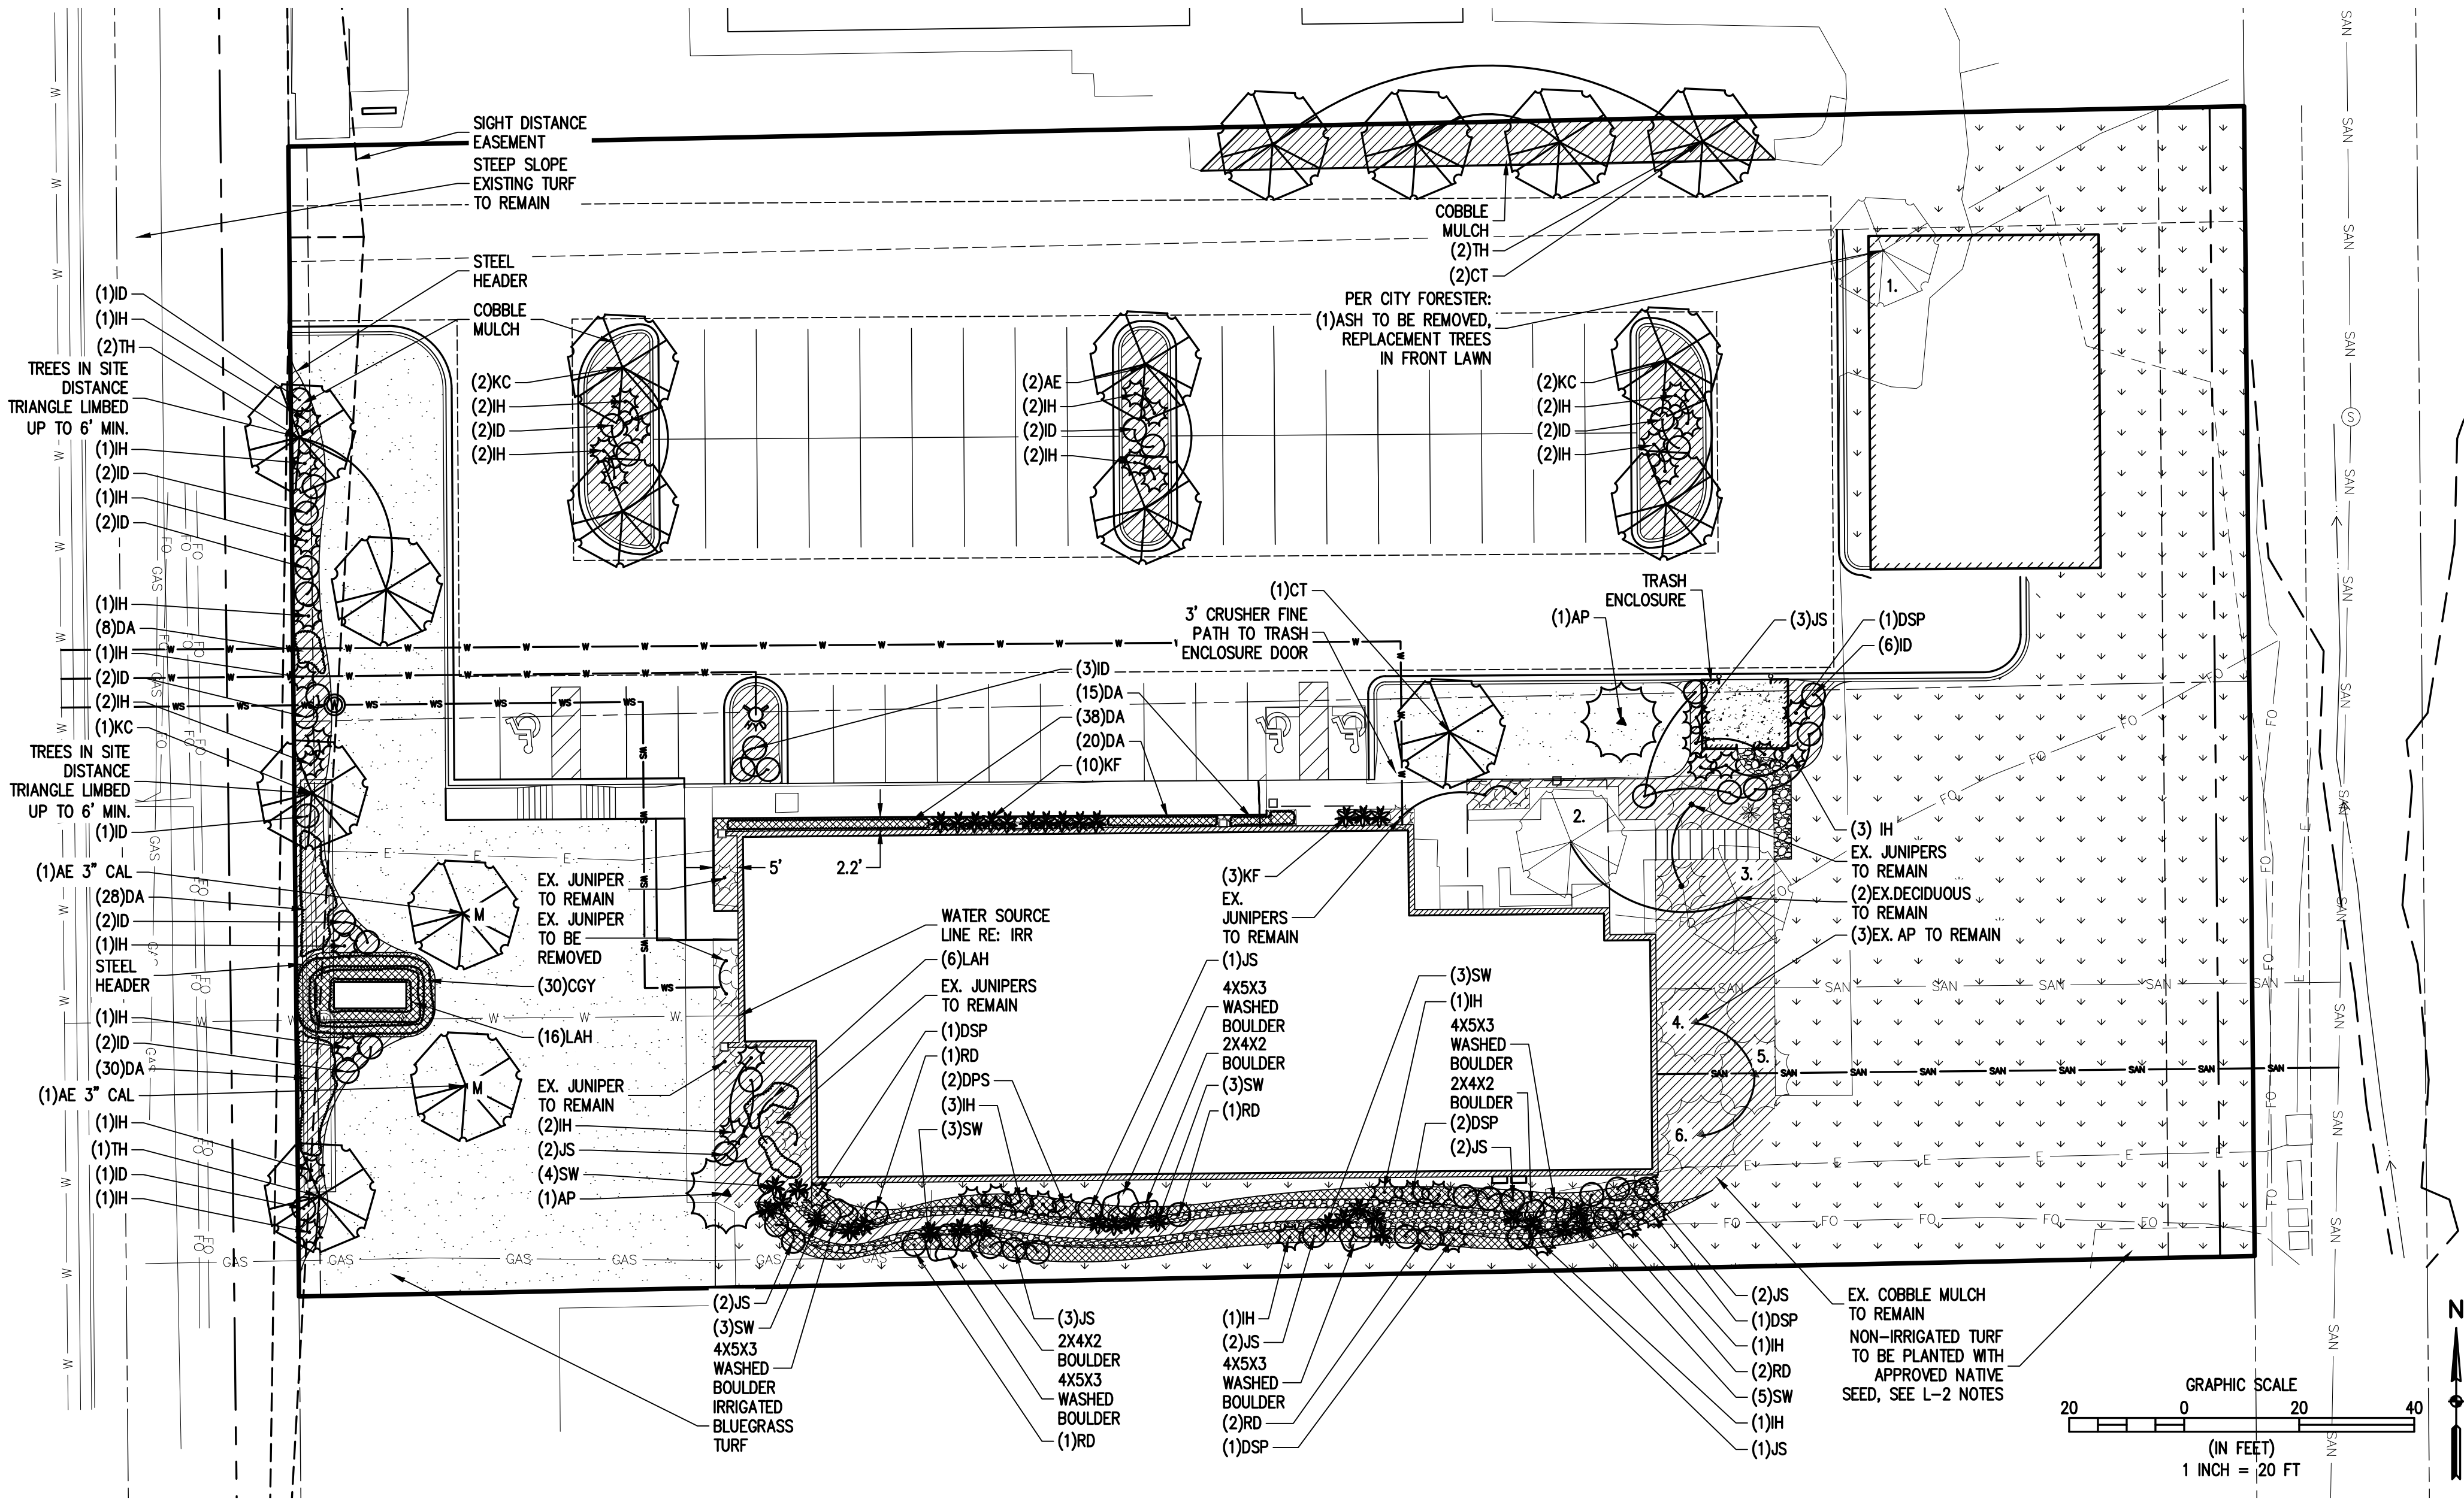 SIGHT DISTANCE
EASEMENT
STEEP SLOPE
EXISTING TURF
TO REMAIN
STEEL
HEADER
COBBLE
MULCH
(1)ID
(1)IH
(2)TH
TREES IN SITE
DISTANCE
TRIANGLE LIMBED
UP TO 6' MIN.
(1)IH
(2)ID
(1)IH
(2)ID
(1)IH
(8)DA
(1)IH
(2)ID
(2)IH
(1)KC
TREES IN SITE
DISTANCE
TRIANGLE LIMBED
UP TO 6' MIN.
(1)ID
(1)AE 3" CAL
(28)DA
(2)ID
(1)IH
STEEL
HEADER
(1)IH
(2)ID
(30)DA
(1)AE 3" CAL
(1)IH
(1)TH
(1)ID
(1)IH
(2)KC
(2)IH
(2)ID
(2)IH
(2)AE
(2)IH
(2)ID
(2)IH
COBBLE
MULCH
(2)TH
(2)CT
PER CITY FORESTER:
(1)ASH TO BE REMOVED,
REPLACEMENT TREES
IN FRONT LAWN
(2)KC
(2)IH
(2)ID
(2)IH
1.
(1)CT
3' CRUSHER FINE
PATH TO TRASH
ENCLOSURE DOOR
(1)AP
TRASH
ENCLOSURE
(3)JS
(1)DSP
(6)ID
(3)ID
(15)DA
(38)DA
(20)DA
(10)KF
5'
2.2'
EX. JUNIPER
TO REMAIN
EX. JUNIPER
TO BE
REMOVED
(30)CGY
(16)LAH
M
M
EX. JUNIPER
TO REMAIN
(2)IH
(2)JS
(4)SW
(1)AP
WATER SOURCE
LINE RE: IRR
(6)LAH
EX. JUNIPERS
TO REMAIN
(1)DSP
(1)RD
(2)DPS
(3)IH
(3)SW
(3)KF
EX.
JUNIPERS
TO REMAIN
(1)JS
4X5X3
WASHED
BOULDER
2X4X2
BOULDER
(3)SW
(1)RD
(3)SW
(1)IH
4X5X3
WASHED
BOULDER
2X4X2
BOULDER
(2)DSP
(2)JS
2.
3.
4.
5.
6.
(3) IH
EX. JUNIPERS
TO REMAIN
(2)EX.DECIDUOUS
TO REMAIN
(3)EX. AP TO REMAIN
(2)JS
(3)SW
4X5X3
WASHED
BOULDER
IRRIGATED
BLUEGRASS
TURF
(3)JS
2X4X2
BOULDER
4X5X3
WASHED
BOULDER
(1)RD
(1)IH
(2)JS
4X5X3
WASHED
BOULDER
(2)RD
(1)DSP
(2)JS
(1)DSP
(1)IH
(2)RD
(5)SW
(1)IH
(1)JS
EX. COBBLE MULCH
TO REMAIN
NON-IRRIGATED TURF
TO BE PLANTED WITH
APPROVED NATIVE
SEED, SEE L-2 NOTES
N
GRAPHIC SCALE
20 0 20 40
(IN FEET)
1 INCH = 20 FT